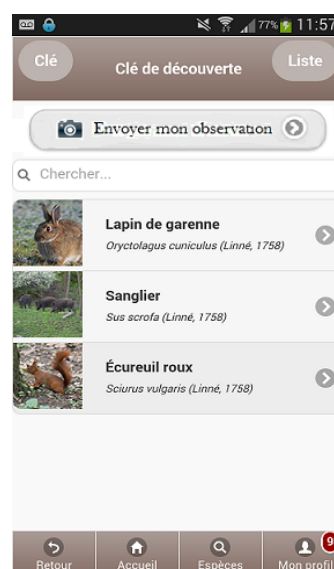 77% 11:57
Clé
Clé de découverte
Liste
Envoyer mon observation
Chercher...
Lapin de garenne
Oryctolagus cuniculus (Linné, 1758)
Sanglier
Sus scrofa (Linné, 1758)
Écureuil roux
Sciurus vulgaris (Linné, 1758)
9
Retour Accueil Espèces Mon profil